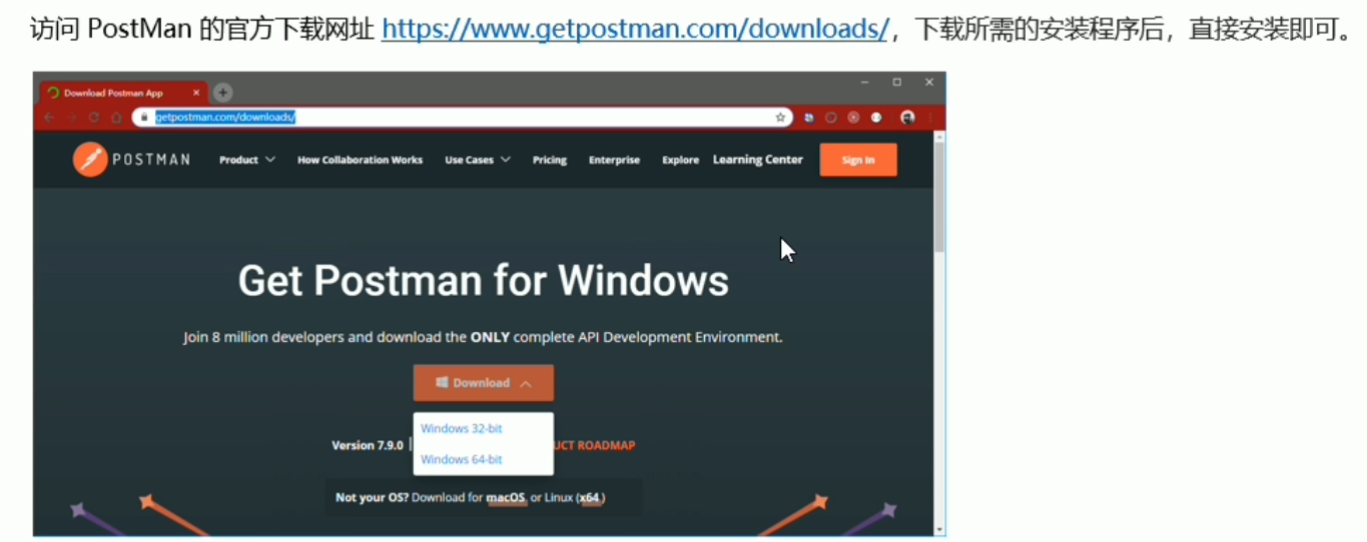 访问 PostMan 的官方下载网址 https://www.getpostman.com/downloads/，下载所需的安装程序后，直接安装即可。
Download Postman App
getpostman.com/downloads/
POSTMAN Product How Collaboration Works Use Cases Pricing Enterprise Explore Learning Center Sign In
Get Postman for Windows
Join 8 million developers and download the ONLY complete API Development Environment.
Download
Windows 32-bit
Version 7.9.0 | UCT ROADMAP
Windows 64-bit
Not your OS? Download for macOS or Linux (x64)